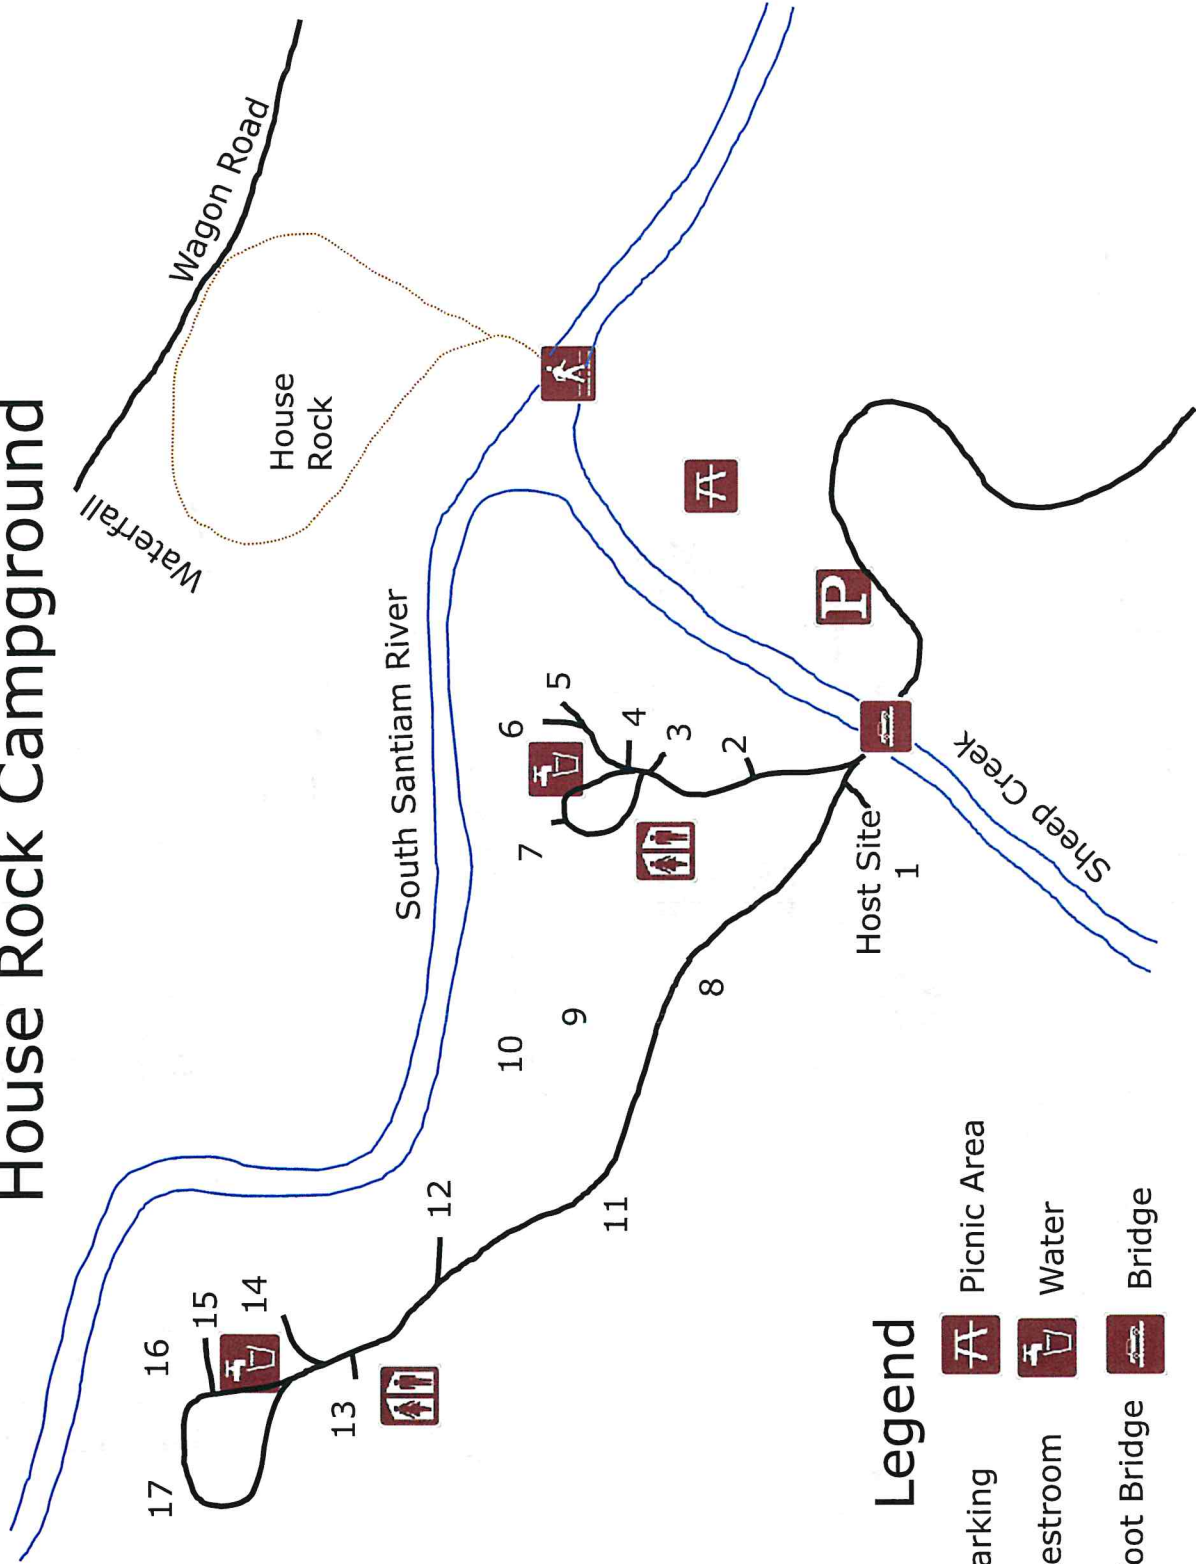 House Rock Campground
Wagon Road
Waterfall
House
Rock
South Santiam River
Sheep Creek
P
Host Site
1
2
3
4
5
6
7
8
9
10
11
12
13
14
15
16
17
Legend
arking
Picnic Area
estroom
Water
oot Bridge
Bridge